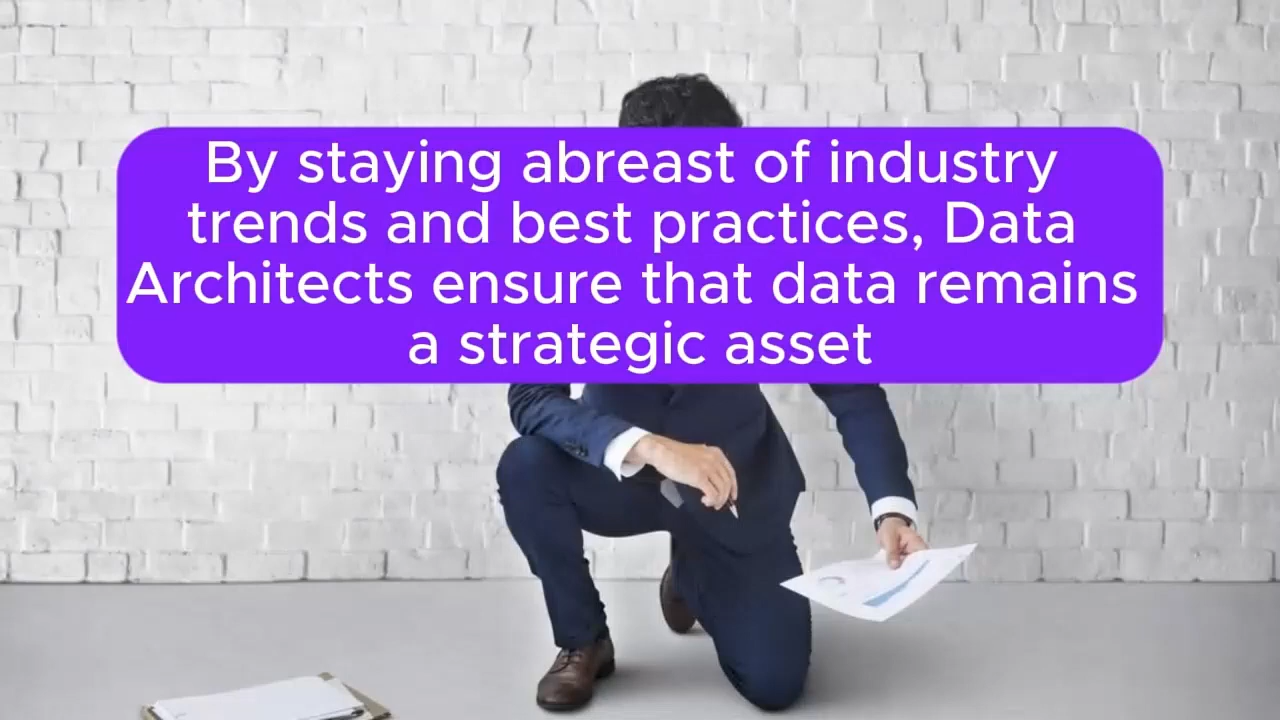 By staying abreast of industry
trends and best practices, Data
Architects ensure that data remains
a strategic asset